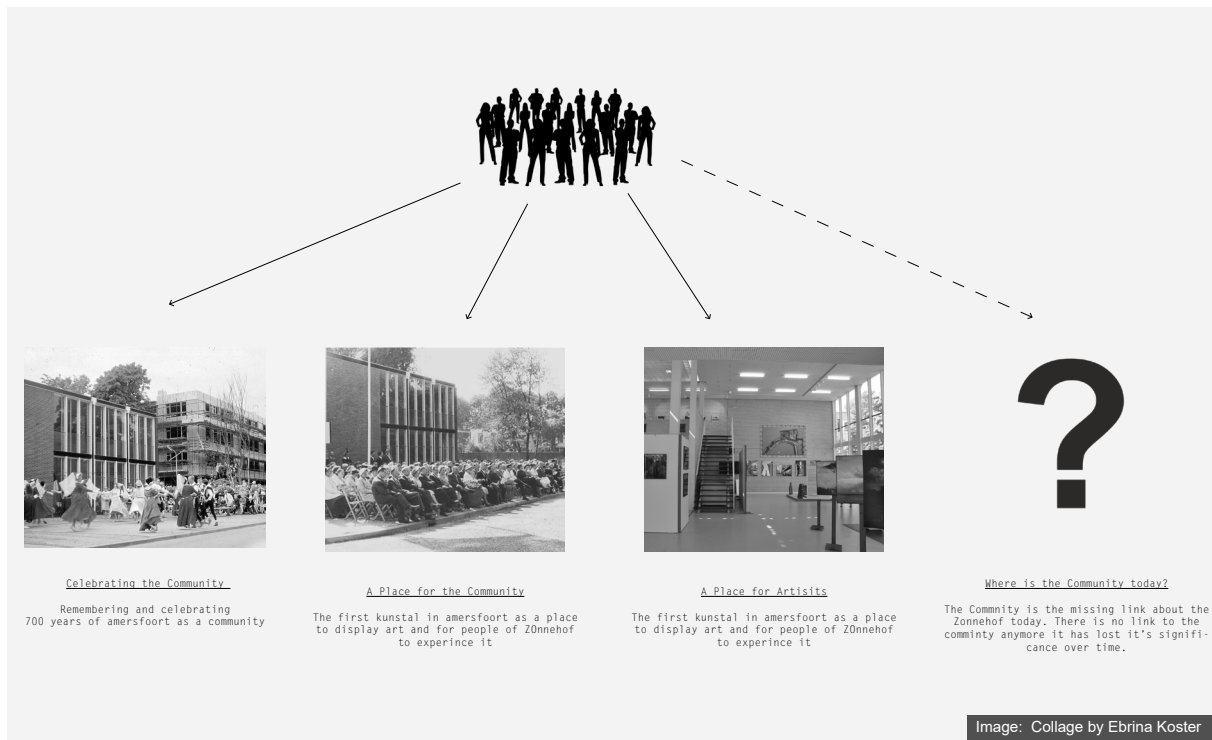 Celebrating the Community
Remembering and celebrating
700 years of amersfoort as a community
A Place for the Community
The first kunstal in amersfoort as a place
to display art and for people of ZOnnehof
to experince it
A Place for Artisits
The first kunstal in amersfoort as a place
to display art and for people of ZOnnehof
to experince it
Where is the Community today?
The Commnity is the missing link about the
Zonnehof today. There is no link to the
comminty anymore it has lost it's signifi-
cance over time.
?
Image: Collage by Ebrina Koster